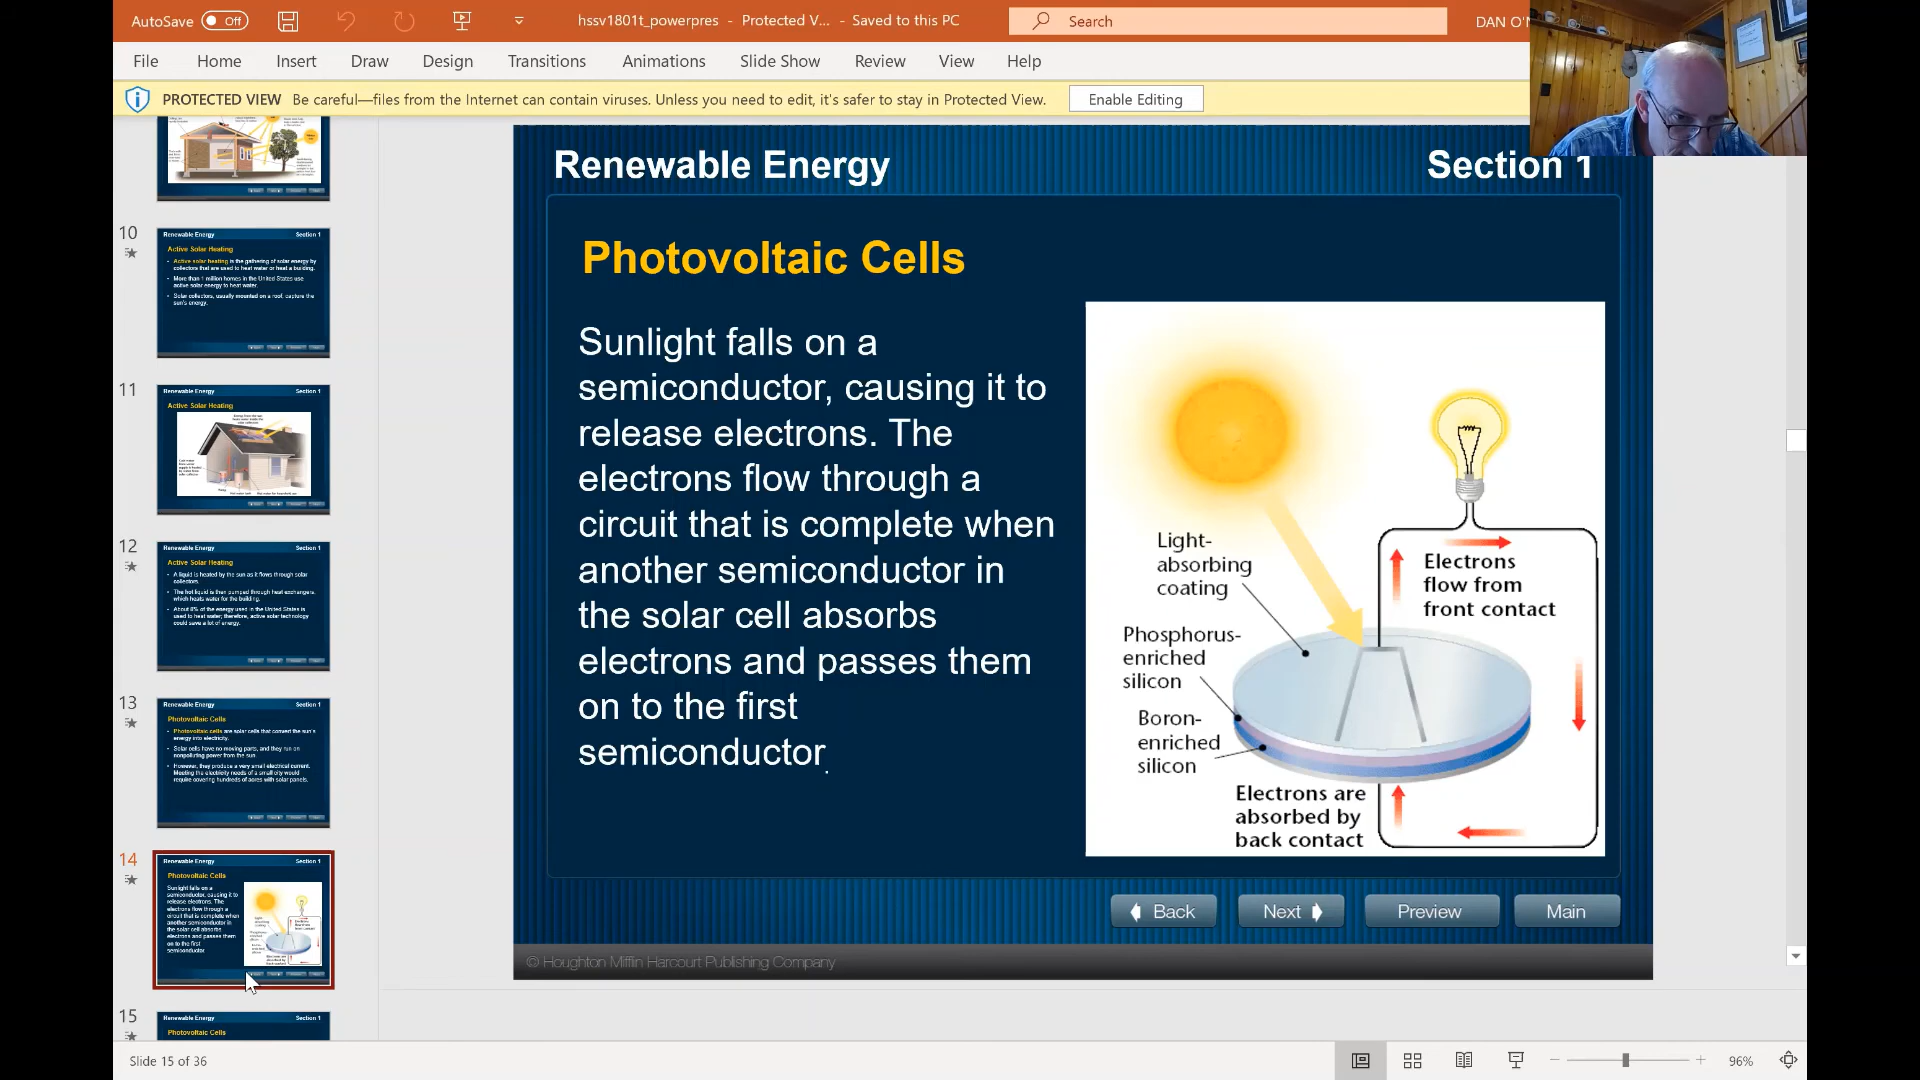 AutoSave Off
hssv1801t_powerpres - Protected V... - Saved to this PC
Search
DAN O'
File Home Insert Draw Design Transitions Animations Slide Show Review View Help
PROTECTED VIEW Be careful—files from the Internet can contain viruses. Unless you need to edit, it's safer to stay in Protected View. Enable Editing
10
Renewable Energy Section 1
Active Solar Heating
• Active solar heating is the gathering of solar energy by
collectors that are used to heat water or heat a building.
• More than 1 million homes in the United States use
active solar energy to heat water.
• Solar collectors, usually mounted on a roof, capture the
sun's energy.
11
Renewable Energy Section 1
Active Solar Heating
12
Renewable Energy Section 1
Active Solar Heating
• A liquid is heated by the sun as it flows through solar
collectors.
• The hot liquid is then pumped through heat exchangers,
which heats water for the building.
• About 8% of the energy used in the United States is
used to heat water; therefore, active solar technology
could save a lot of energy.
13
Renewable Energy Section 1
Photovoltaic Cells
• Photovoltaic cells are solar cells that convert the sun's
energy into electricity.
• Solar cells have no moving parts, and they run on
nonpolluting power from the sun.
• However, they produce a very small electrical current.
Meeting the electricity needs of a small city would
require covering hundreds of acres with solar panels.
14
Renewable Energy Section 1
Photovoltaic Cells
Sunlight falls on a
semiconductor, causing it to
release electrons. The
electrons flow through a
circuit that is complete when
another semiconductor in
the solar cell absorbs
electrons and passes them
on to the first
semiconductor.
15
Renewable Energy Section 1
Photovoltaic Cells
Renewable Energy Section 1
Photovoltaic Cells
Sunlight falls on a
semiconductor, causing it to
release electrons. The
electrons flow through a
circuit that is complete when
another semiconductor in
the solar cell absorbs
electrons and passes them
on to the first
semiconductor.
Light-
absorbing
coating
Phosphorus-
enriched
silicon
Boron-
enriched
silicon
Electrons
flow from
front contact
Electrons are
absorbed by
back contact
Back Next Preview Main
© Houghton Mifflin Harcourt Publishing Company
Slide 15 of 36
96%